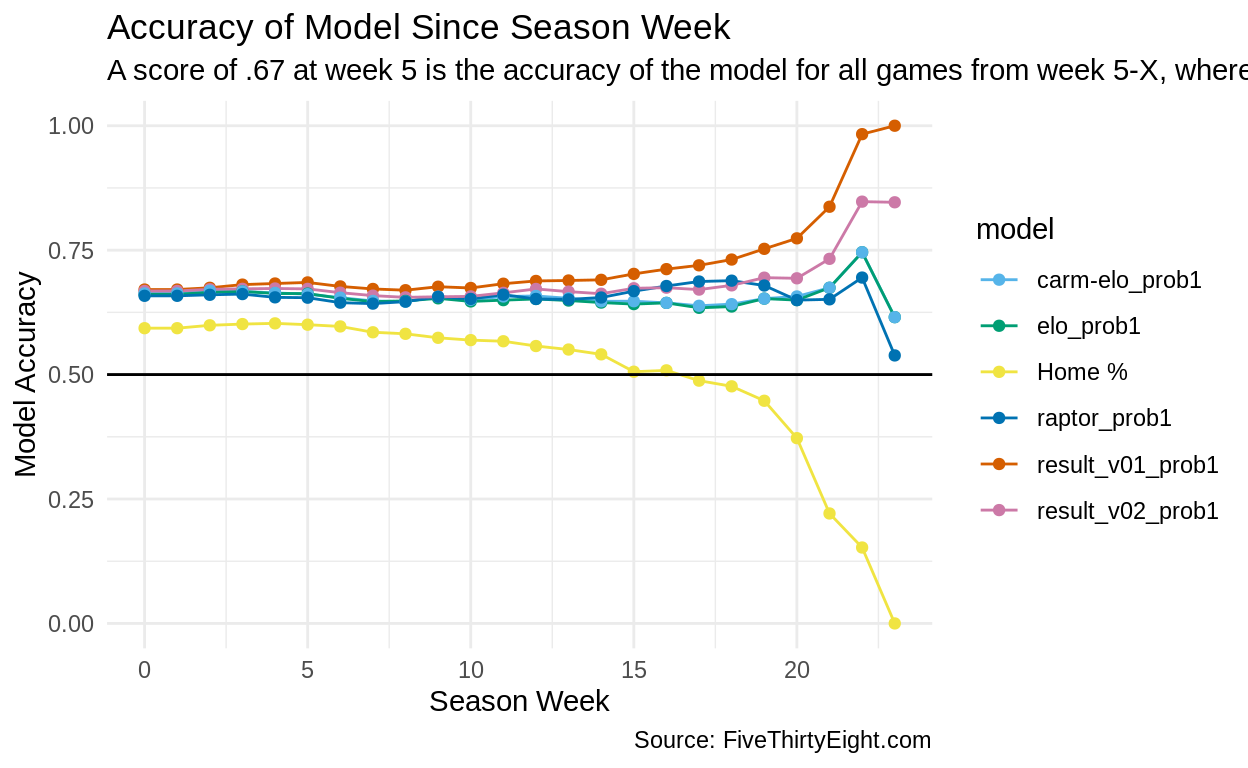 Accuracy of Model Since Season Week
A score of .67 at week 5 is the accuracy of the model for all games from week 5-X, where
1.00
0.75
0.50
0.25
0.00
Model Accuracy
0 5 10 15 20
Season Week
model
carm-elo_prob1
elo_prob1
Home %
raptor_prob1
result_v01_prob1
result_v02_prob1
Source: FiveThirtyEight.com